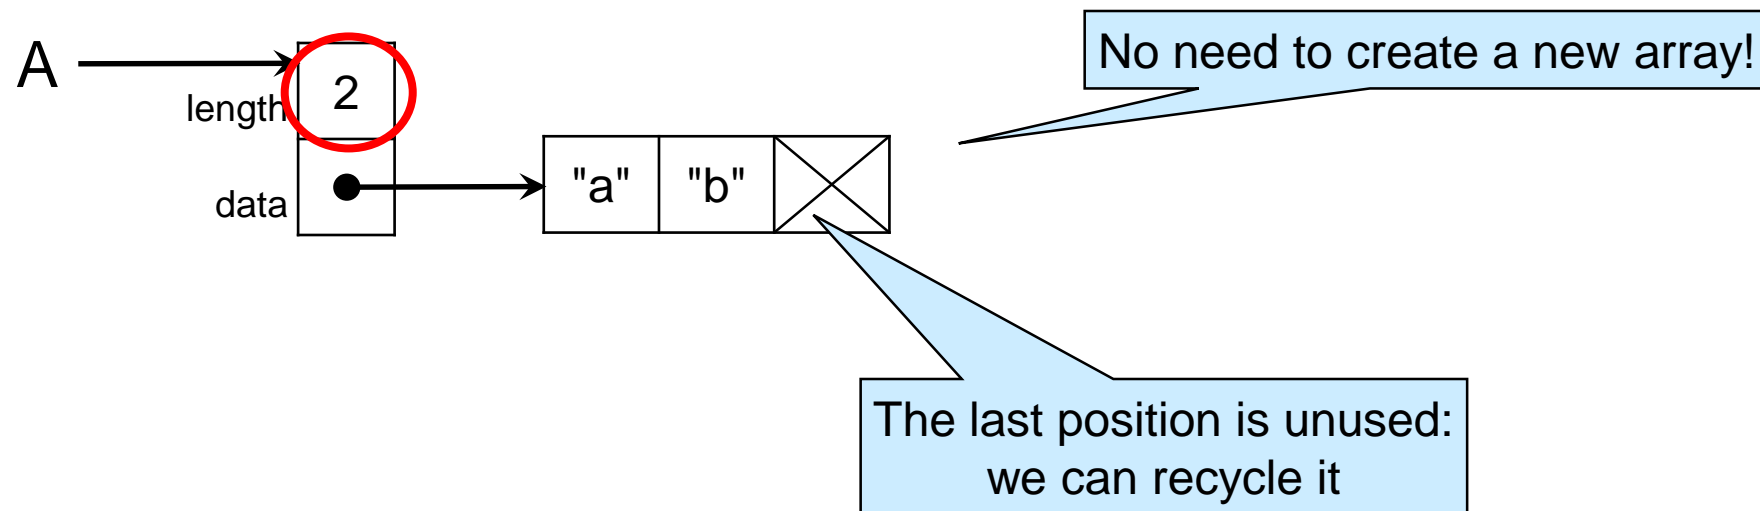 No need to create a new array!
A
2
length
"a" "b"
data
The last position is unused:
we can recycle it